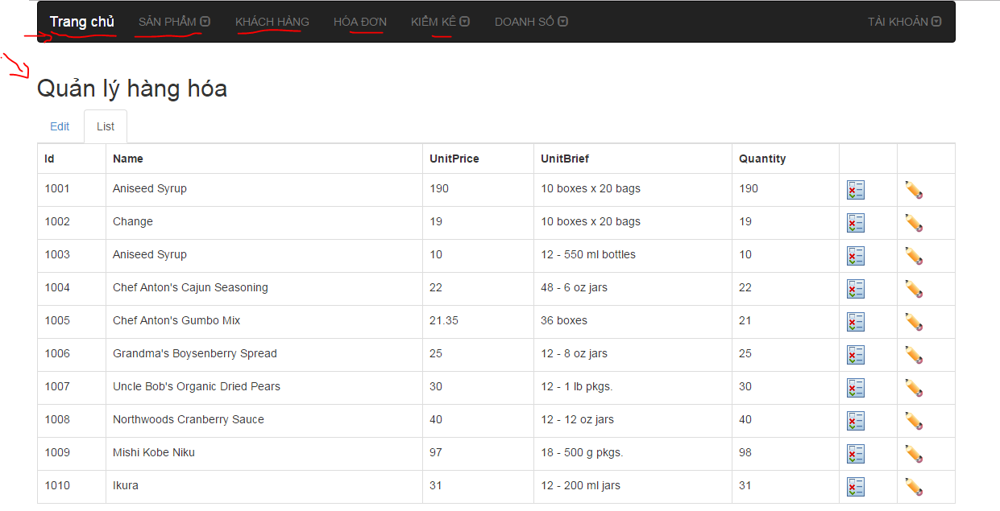 Trang chủ SẢN PHẨM KHÁCH HÀNG HÓA ĐƠN KIỂM KÊ DOANH SỐ TÀI KHOẢN
Quản lý hàng hóa
Edit List
Id Name UnitPrice UnitBrief Quantity
1001 Aniseed Syrup 190 10 boxes x 20 bags 190
1002 Change 19 10 boxes x 20 bags 19
1003 Aniseed Syrup 10 12 - 550 ml bottles 10
1004 Chef Anton's Cajun Seasoning 22 48 - 6 oz jars 22
1005 Chef Anton's Gumbo Mix 21.35 36 boxes 21
1006 Grandma's Boysenberry Spread 25 12 - 8 oz jars 25
1007 Uncle Bob's Organic Dried Pears 30 12 - 1 lb pkgs. 30
1008 Northwoods Cranberry Sauce 40 12 - 12 oz jars 40
1009 Mishi Kobe Niku 97 18 - 500 g pkgs. 98
1010 Ikura 31 12 - 200 ml jars 31